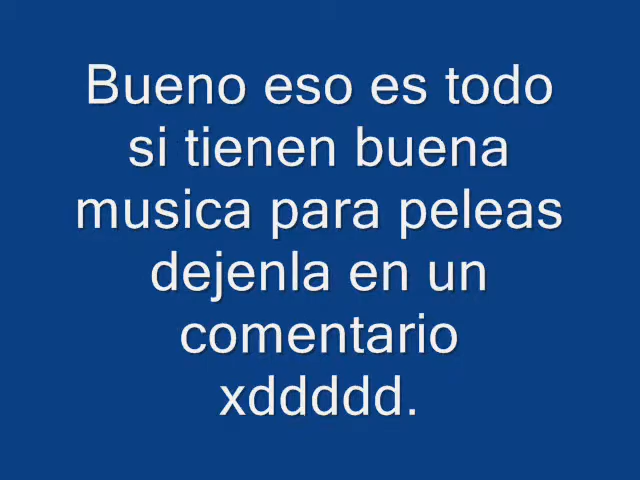 Bueno eso es todo
si tienen buena
musica para peleas
dejenla en un
comentario
xddddd.